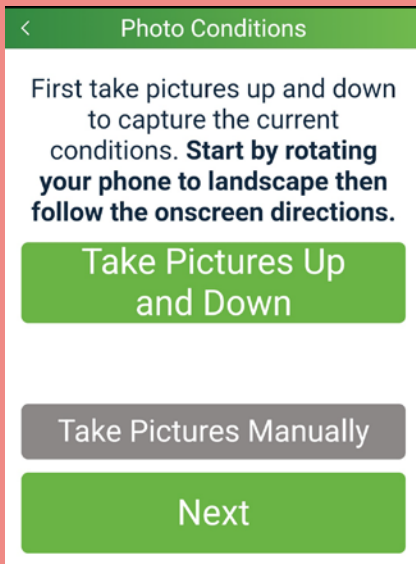 Photo Conditions
First take pictures up and down
to capture the current
conditions. Start by rotating
your phone to landscape then
follow the onscreen directions.
Take Pictures Up
and Down
Take Pictures Manually
Next